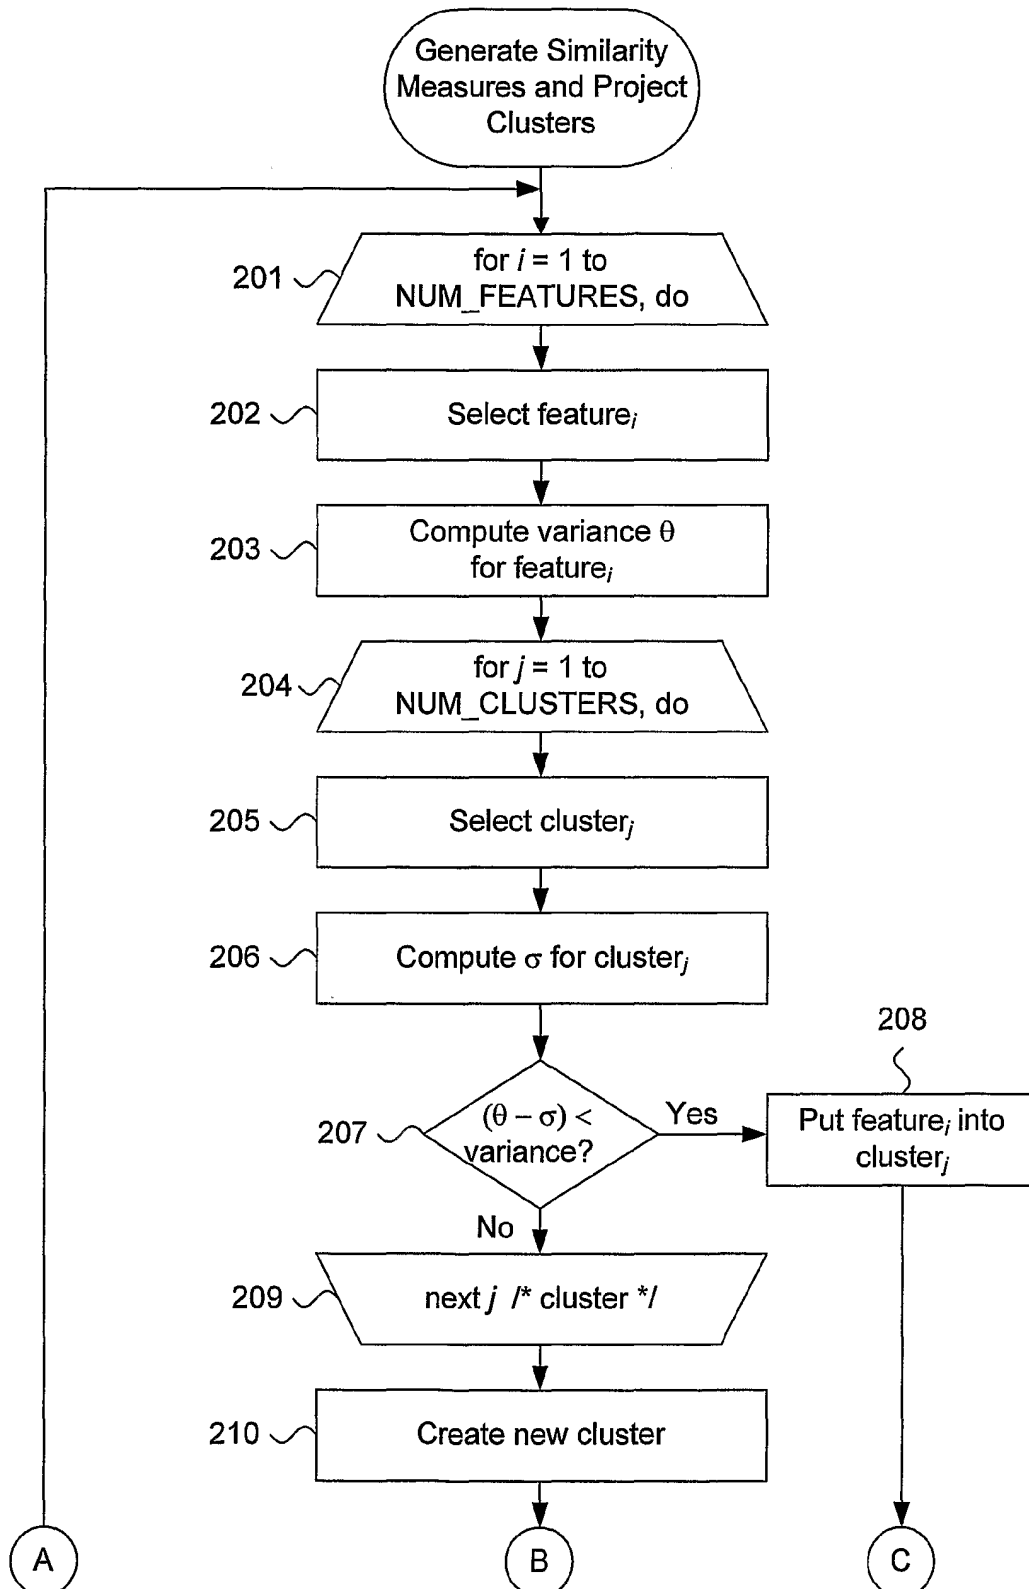 Generate Similarity
Measures and Project
Clusters
201
for i = 1 to
NUM_FEATURES, do
202
Select featureᵢ
203
Compute variance θ
for featureᵢ
204
for j = 1 to
NUM_CLUSTERS, do
205
Select clusterⱼ
206
Compute σ for clusterⱼ
207
(θ – σ) <
variance?
Yes
208
Put featureᵢ into
clusterⱼ
No
209
next j /* cluster */
210
Create new cluster
A
B
C